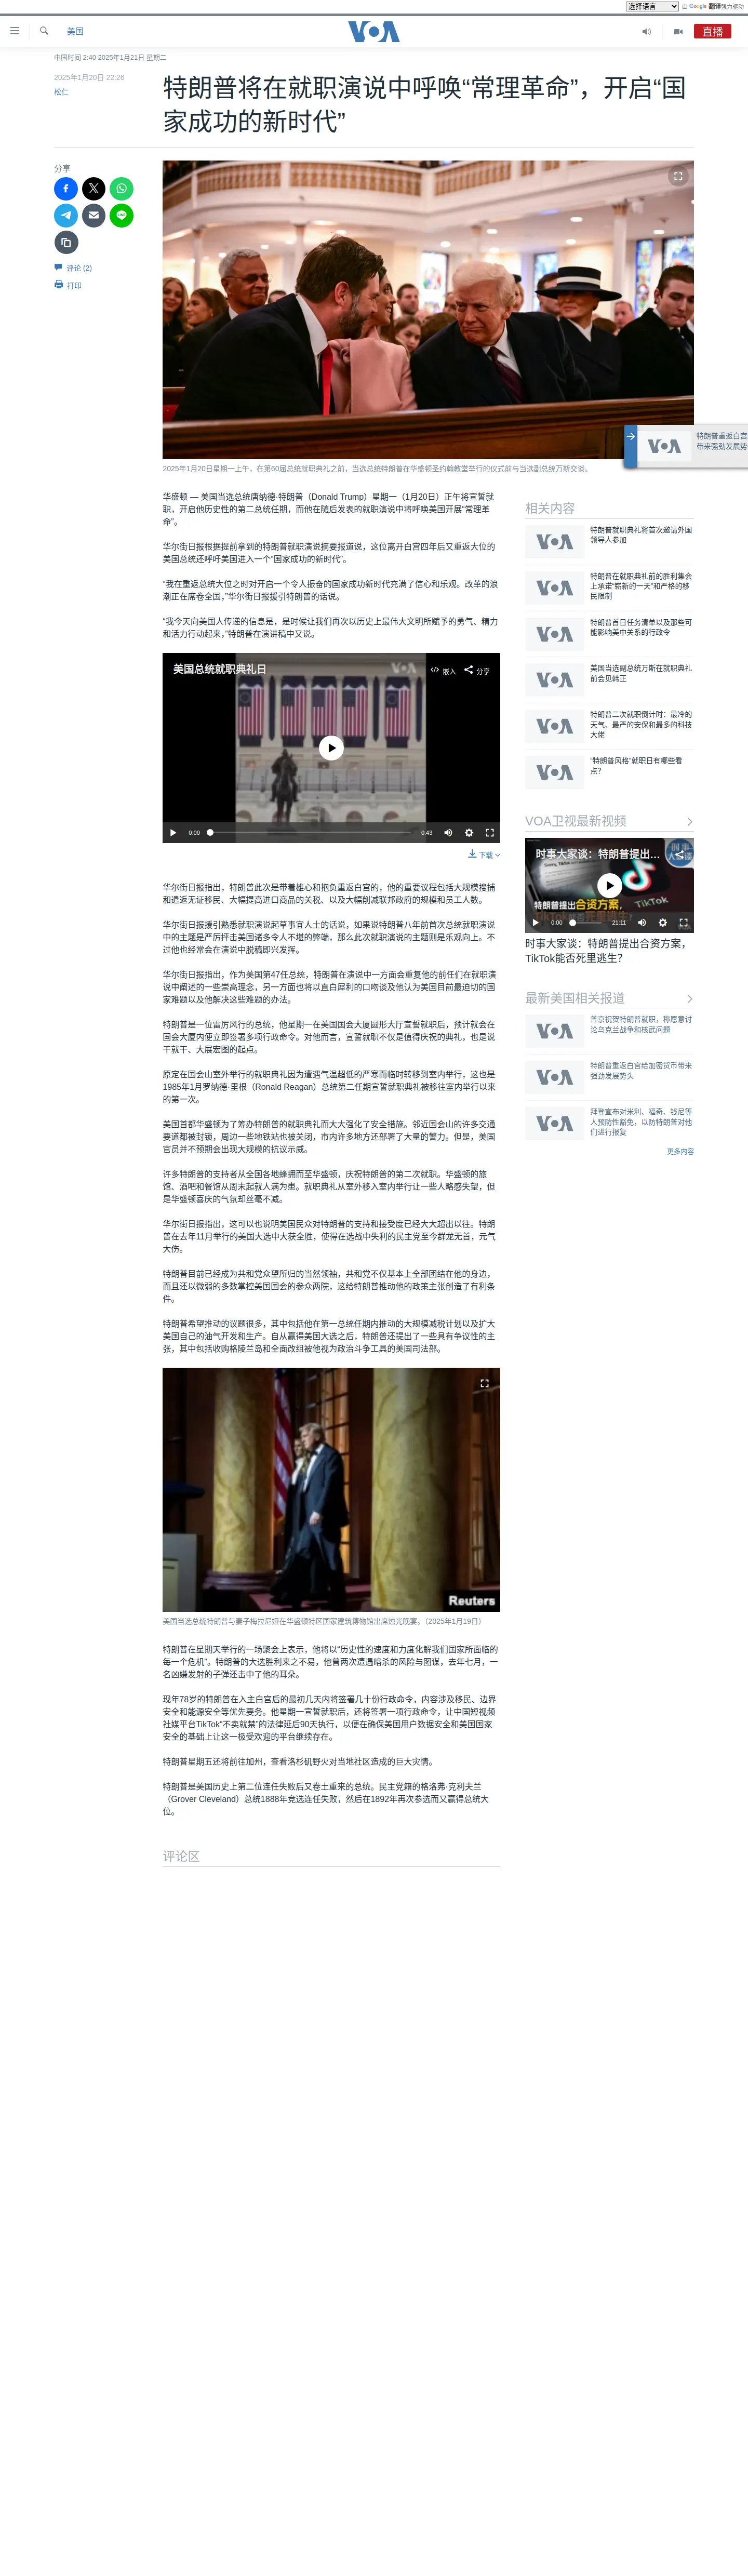 选择语言 由 Google 翻译强力驱动
美国
VOA
直播
中国时间 2:40 2025年1月21日 星期二
2025年1月20日 22:26
松仁
特朗普将在就职演说中呼唤“常理革命”，开启“国
家成功的新时代”
分享
评论 (2)
打印
2025年1月20日星期一上午，在第60届总统就职典礼之前，当选总统特朗普在华盛顿圣约翰教堂举行的仪式前与当选副总统万斯交谈。
VOA
特朗普重返白宫
带来强劲发展势
华盛顿 — 美国当选总统唐纳德·特朗普（Donald Trump）星期一（1月20日）正午将宣誓就
职，开启他历史性的第二总统任期，而他在随后发表的就职演说中将呼唤美国开展“常理革
命”。
华尔街日报根据提前拿到的特朗普就职演说摘要报道说，这位离开白宫四年后又重返大位的
美国总统还呼吁美国进入一个“国家成功的新时代”。
“我在重返总统大位之时对开启一个令人振奋的国家成功新时代充满了信心和乐观。改革的浪
潮正在席卷全国，”华尔街日报援引特朗普的话说。
“我今天向美国人传递的信息是，是时候让我们再次以历史上最伟大文明所赋予的勇气、精力
和活力行动起来，”特朗普在演讲稿中又说。
美国总统就职典礼日
VOA
嵌入
分享
0:00
0:43
下载
华尔街日报指出，特朗普此次是带着雄心和抱负重返白宫的，他的重要议程包括大规模搜捕
和遣返无证移民、大幅提高进口商品的关税、以及大幅削减联邦政府的规模和员工人数。
华尔街日报援引熟悉就职演说起草事宜人士的话说，如果说特朗普八年前首次总统就职演说
中的主题是严厉抨击美国诸多令人不堪的弊端，那么此次就职演说的主题则是乐观向上。不
过他也经常会在演说中脱稿即兴发挥。
华尔街日报指出，作为美国第47任总统，特朗普在演说中一方面会重复他的前任们在就职演
说中阐述的一些崇高理念，另一方面也将以直白犀利的口吻谈及他认为美国目前最迫切的国
家难题以及他解决这些难题的办法。
特朗普是一位雷厉风行的总统，他星期一在美国国会大厦圆形大厅宣誓就职后，预计就会在
国会大厦内便立即签署多项行政命令。对他而言，宣誓就职不仅是值得庆祝的典礼，也是说
干就干、大展宏图的起点。
原定在国会山室外举行的就职典礼因为遭遇气温超低的严寒而临时转移到室内举行，这也是
1985年1月罗纳德·里根（Ronald Reagan）总统第二任期宣誓就职典礼被移往室内举行以来
的第一次。
美国首都华盛顿为了筹办特朗普的就职典礼而大大强化了安全措施。邻近国会山的许多交通
要道都被封锁，周边一些地铁站也被关闭，市内许多地方还部署了大量的警力。但是，美国
官员并不预期会出现大规模的抗议示威。
许多特朗普的支持者从全国各地蜂拥而至华盛顿，庆祝特朗普的第二次就职。华盛顿的旅
馆、酒吧和餐馆从周末起就人满为患。就职典礼从室外移入室内举行让一些人略感失望，但
是华盛顿喜庆的气氛却丝毫不减。
华尔街日报指出，这可以也说明美国民众对特朗普的支持和接受度已经大大超出以往。特朗
普在去年11月举行的美国大选中大获全胜，使得在选战中失利的民主党至今群龙无首，元气
大伤。
特朗普目前已经成为共和党众望所归的当然领袖，共和党不仅基本上全部团结在他的身边，
而且还以微弱的多数掌控美国国会的参众两院，这给特朗普推动他的政策主张创造了有利条
件。
特朗普希望推动的议题很多，其中包括他在第一总统任期内推动的大规模减税计划以及扩大
美国自己的油气开发和生产。自从赢得美国大选之后，特朗普还提出了一些具有争议性的主
张，其中包括收购格陵兰岛和全面改组被他视为政治斗争工具的美国司法部。
Reuters
美国当选总统特朗普与妻子梅拉尼娅在华盛顿特区国家建筑博物馆出席烛光晚宴。（2025年1月19日）
特朗普在星期天举行的一场聚会上表示，他将以“历史性的速度和力度化解我们国家所面临的
每一个危机”。特朗普的大选胜利来之不易，他曾两次遭遇暗杀的风险与图谋，去年七月，一
名凶嫌发射的子弹还击中了他的耳朵。
现年78岁的特朗普在入主白宫后的最初几天内将签署几十份行政命令，内容涉及移民、边界
安全和能源安全等优先要务。他星期一宣誓就职后，还将签署一项行政命令，让中国短视频
社媒平台TikTok“不卖就禁”的法律延后90天执行，以便在确保美国用户数据安全和美国国家
安全的基础上让这一极受欢迎的平台继续存在。
特朗普星期五还将前往加州，查看洛杉矶野火对当地社区造成的巨大灾情。
特朗普是美国历史上第二位连任失败后又卷土重来的总统。民主党籍的格洛弗·克利夫兰
（Grover Cleveland）总统1888年竞选连任失败，然后在1892年再次参选而又赢得总统大
位。
评论区
相关内容
VOA
特朗普就职典礼将首次邀请外国
领导人参加
VOA
特朗普在就职典礼前的胜利集会
上承诺“崭新的一天”和严格的移
民限制
VOA
特朗普首日任务清单以及那些可
能影响美中关系的行政令
VOA
美国当选副总统万斯在就职典礼
前会见韩正
VOA
特朗普二次就职倒计时：最冷的
天气、最严的安保和最多的科技
大佬
VOA
“特朗普风格”就职日有哪些看
点？
VOA卫视最新视频
时事大家谈：特朗普提出...
特朗普提出合资方案，
TikTok
0:00
21:11
时事大家谈：特朗普提出合资方案，
TikTok能否死里逃生？
最新美国相关报道
VOA
普京祝贺特朗普就职，称愿意讨
论乌克兰战争和核武问题
VOA
特朗普重返白宫给加密货币带来
强劲发展势头
VOA
拜登宣布对米利、福奇、钱尼等
人预防性豁免，以防特朗普对他
们进行报复
更多内容